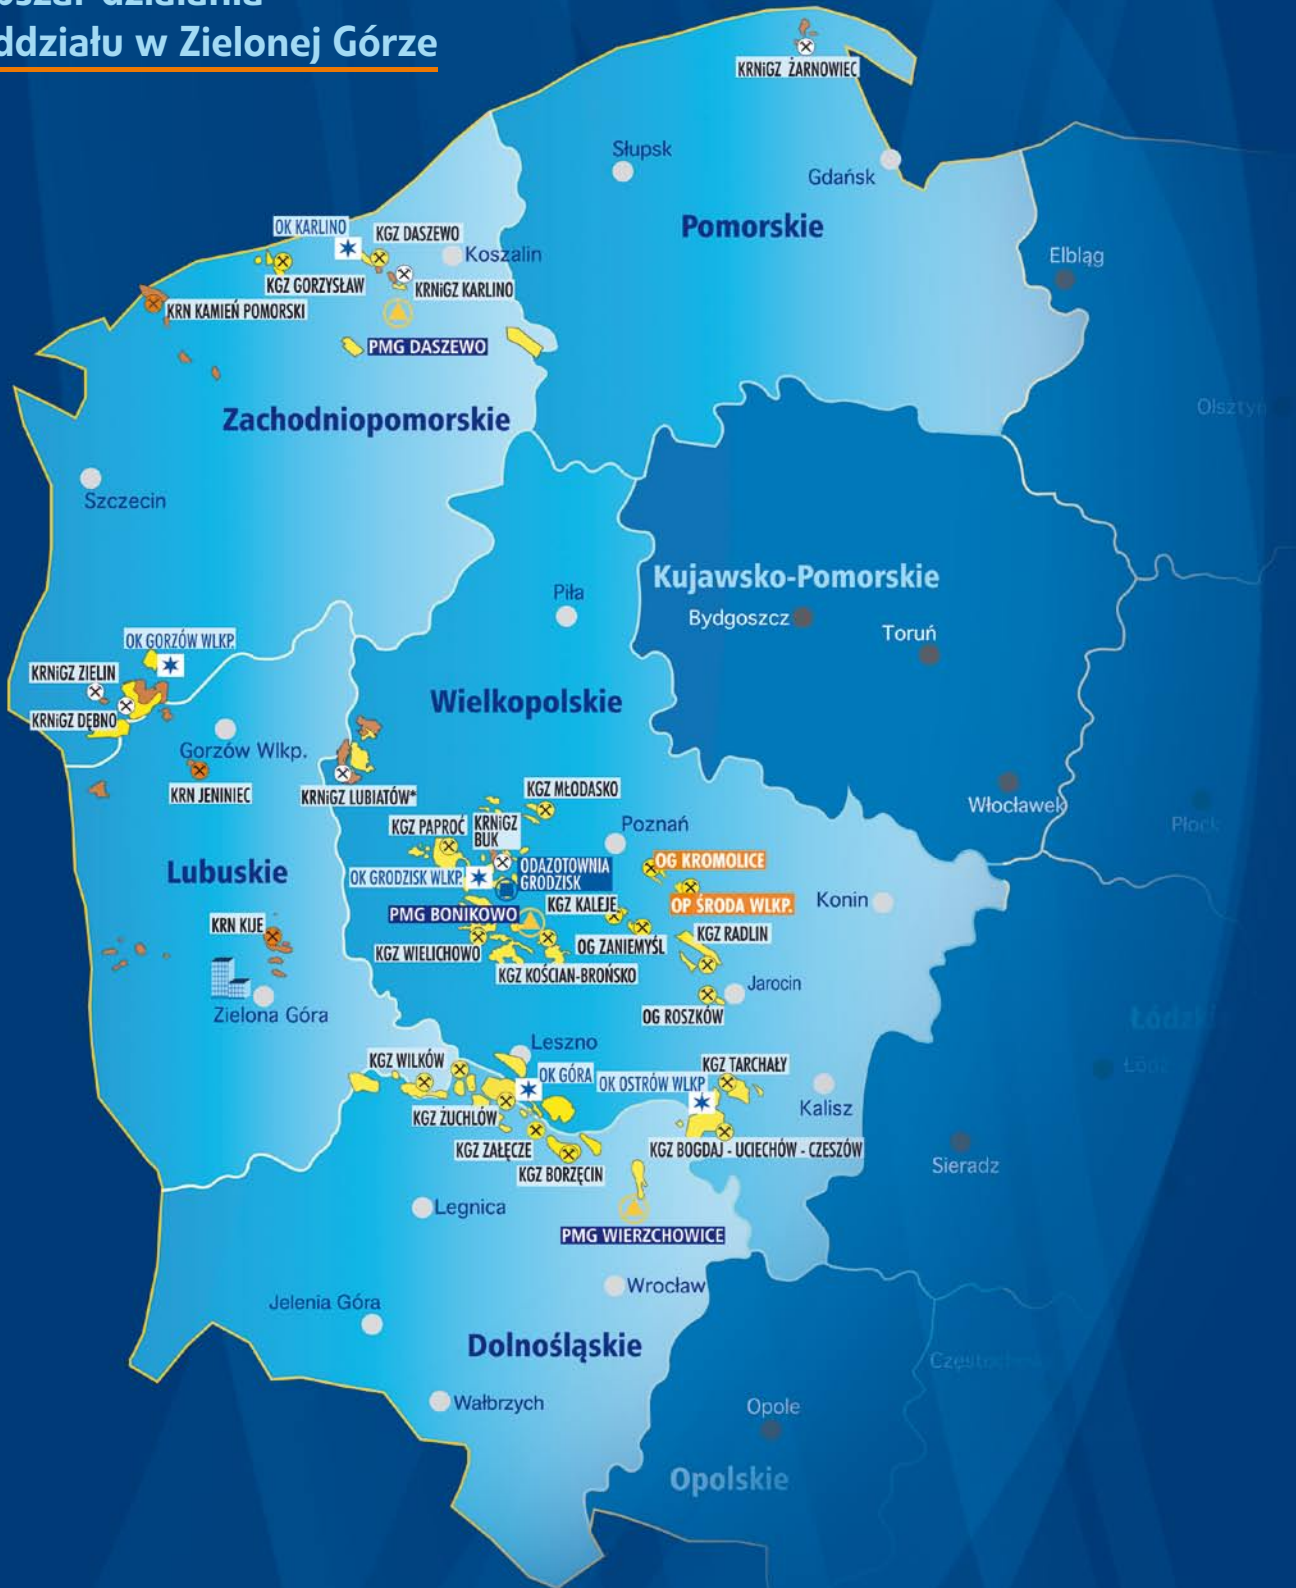 działania
ddziału w Zielonej Górze
KRNiGZ ŻARNOWIEC
Słupsk
Gdańsk
Pomorskie
OK KARLINO
KGZ DASZEWO
Koszalin
Elbląg
KGZ GORZYSŁAW
KRNiGZ KARLINO
KRN KAMIEŃ POMORSKI
PMG DASZEWO
Olsztyn
Zachodniopomorskie
Szczecin
Piła
Kujawsko-Pomorskie
Bydgoszcz
Toruń
OK GORZÓW WLKP.
KRNiGZ ZIELIN
Wielkopolskie
KRNiGZ DĘBNO
Gorzów Wlkp.
KRN JENINIEC
KRNiGZ LUBIATÓW*
KGZ MŁODASKO
Włocławek
Płock
KGZ PAPROĆ
KRNiGZ
BUK
Poznań
OG KROMOLICE
Lubuskie
OK GRODZISK WLKP.
ODAZOTOWNIA
GRODZISK
Konin
PMG BONIKOWO
KGZ KALEJE
OP ŚRODA WLKP.
KRN KIJE
KGZ WIELICHOWO
OG ZANIEMYŚL
KGZ RADLIN
KGZ KOŚCIAN-BROŃSKO
Jarocin
Zielona Góra
OG ROSZKÓW
Leszno
KGZ WILKÓW
OK GÓRA
OK OSTRÓW WLKP
KGZ TARCHAŁY
Łódź
KGZ ŻUCHLÓW
Kalisz
KGZ ZAŁĘCZE
KGZ BOGDAJ - UCIECHÓW - CZESZÓW
Sieradz
KGZ BORZĘCIN
Legnica
PMG WIERZCHOWICE
Wrocław
Jelenia Góra
Dolnośląskie
Wałbrzych
Opole
Opolskie